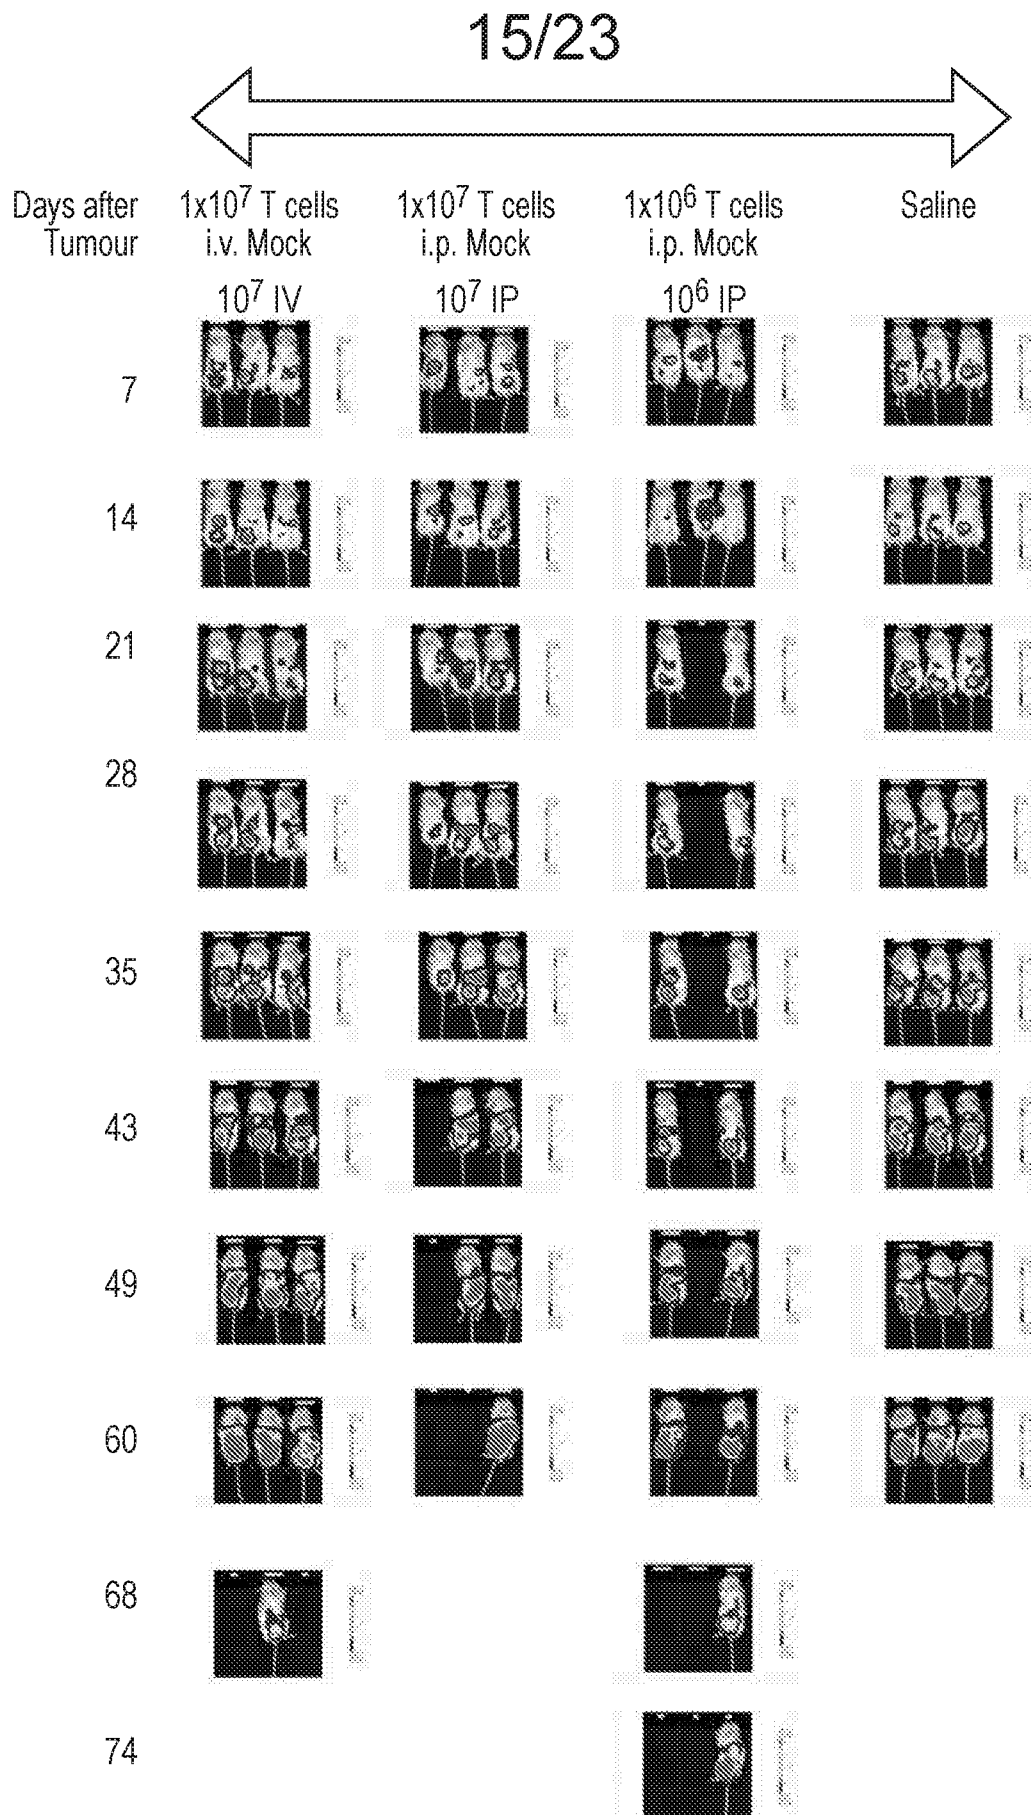 15/23
Days after Tumour
1x10⁷ T cells i.v. Mock
1x10⁷ T cells i.p. Mock
1x10⁶ T cells i.p. Mock
Saline
10⁷ IV
10⁷ IP
10⁶ IP
7
14
21
28
35
43
49
60
68
74